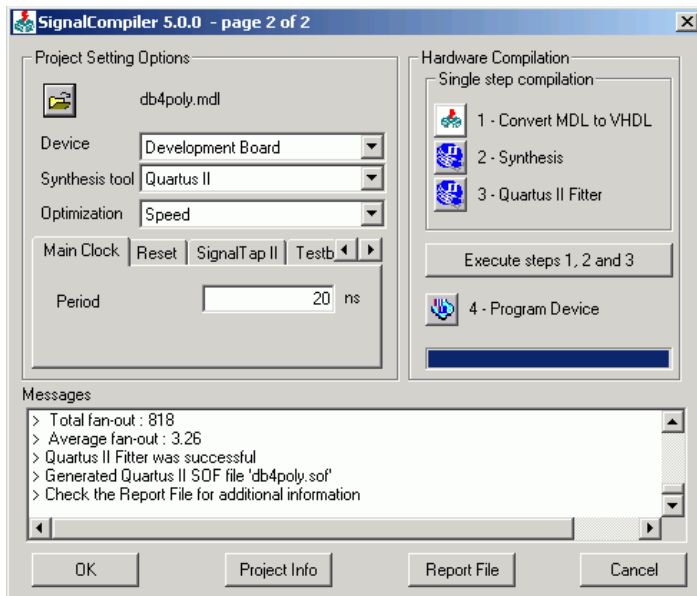 SignalCompiler 5.0.0 - page 2 of 2
Project Setting Options
db4poly.mdl
Device
Development Board
Synthesis tool
Quartus II
Optimization
Speed
Main Clock
Reset
SignalTap II
Testb
Period
20
ns
Hardware Compilation
Single step compilation
1 - Convert MDL to VHDL
2 - Synthesis
3 - Quartus II Fitter
Execute steps 1, 2 and 3
4 - Program Device
Messages
> Total fan-out : 818
> Average fan-out : 3.26
> Quartus II Fitter was successful
> Generated Quartus II SOF file 'db4poly.sof'
> Check the Report File for additional information
OK
Project Info
Report File
Cancel